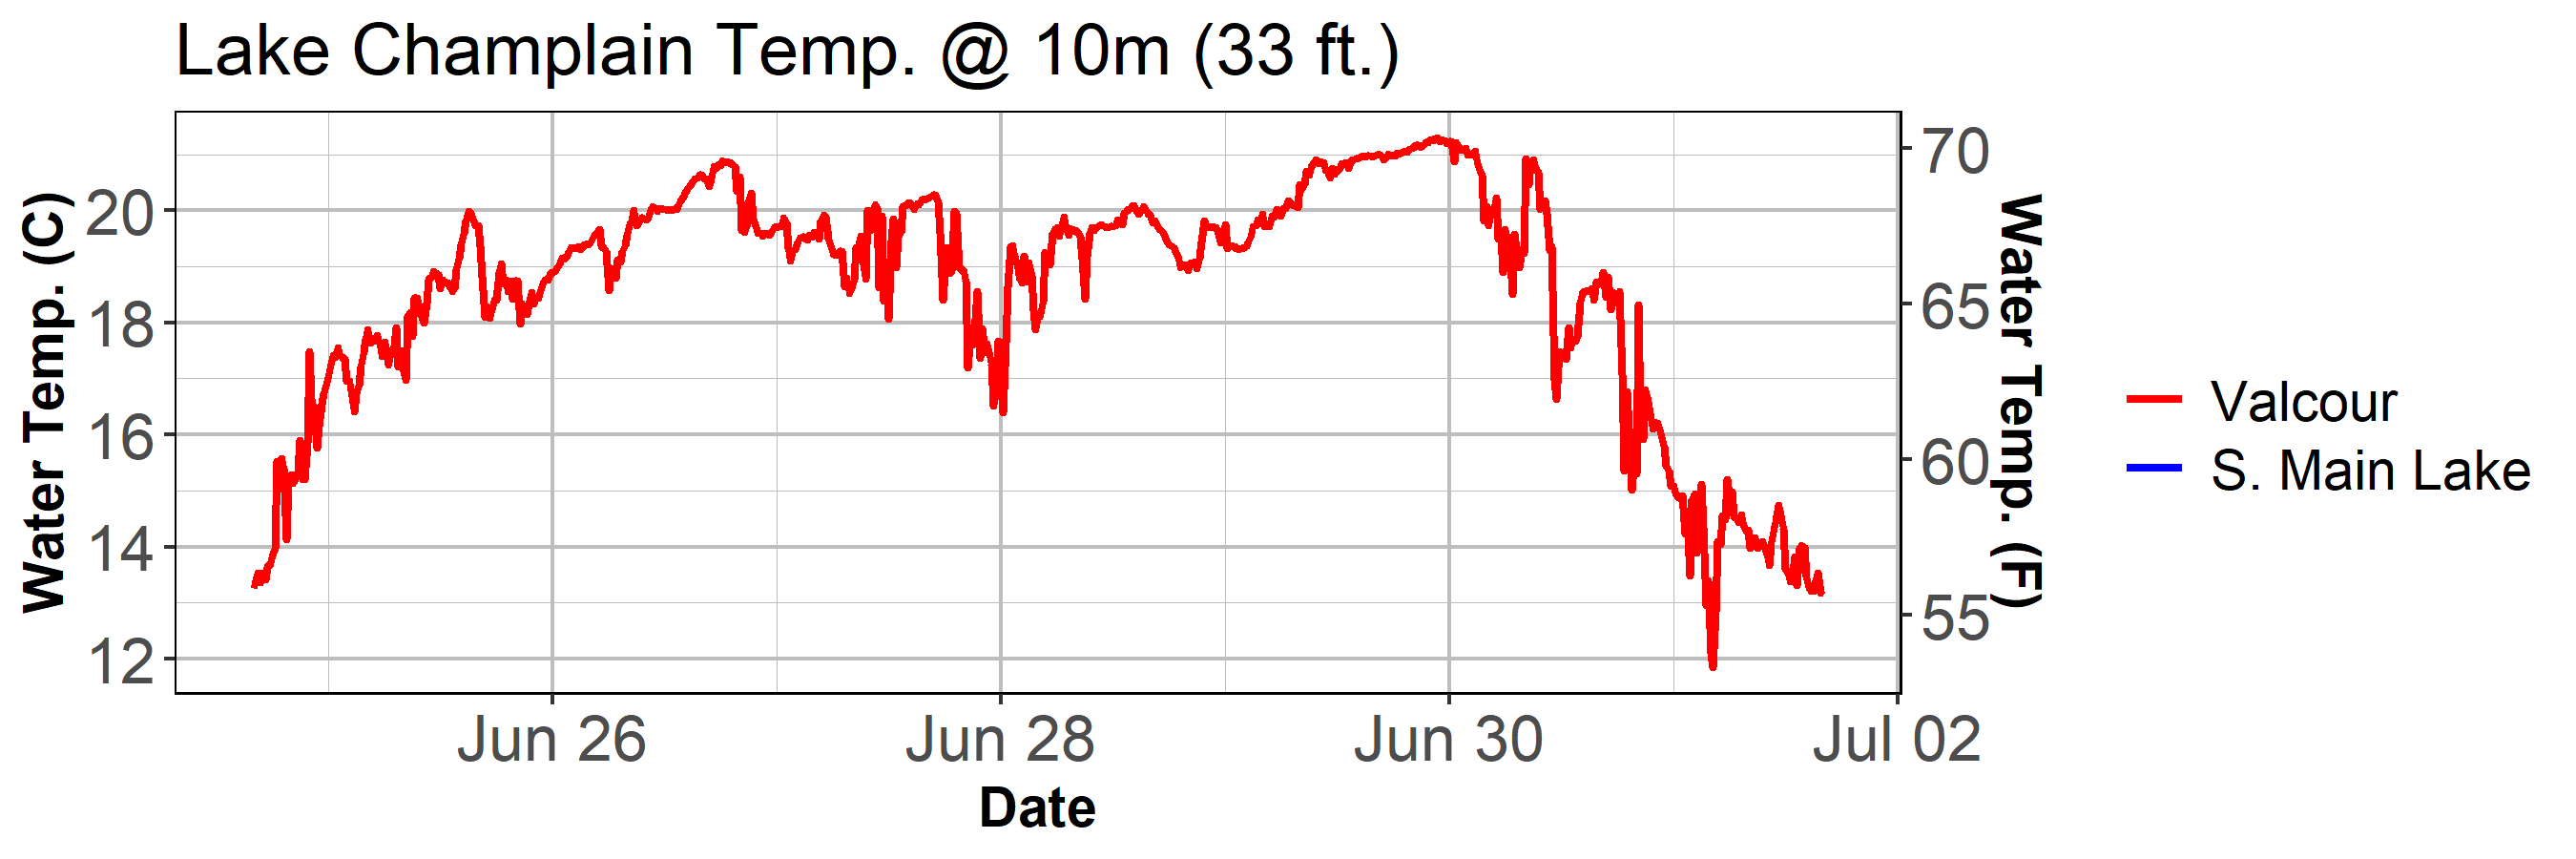 Lake Champlain Temp. @ 10m (33 ft.)
Water Temp. (C)
20
18
16
14
12
70
65
60
55
Water Temp. (F)
Jun 26
Jun 28
Jun 30
Jul 02
Date
Valcour
S. Main Lake